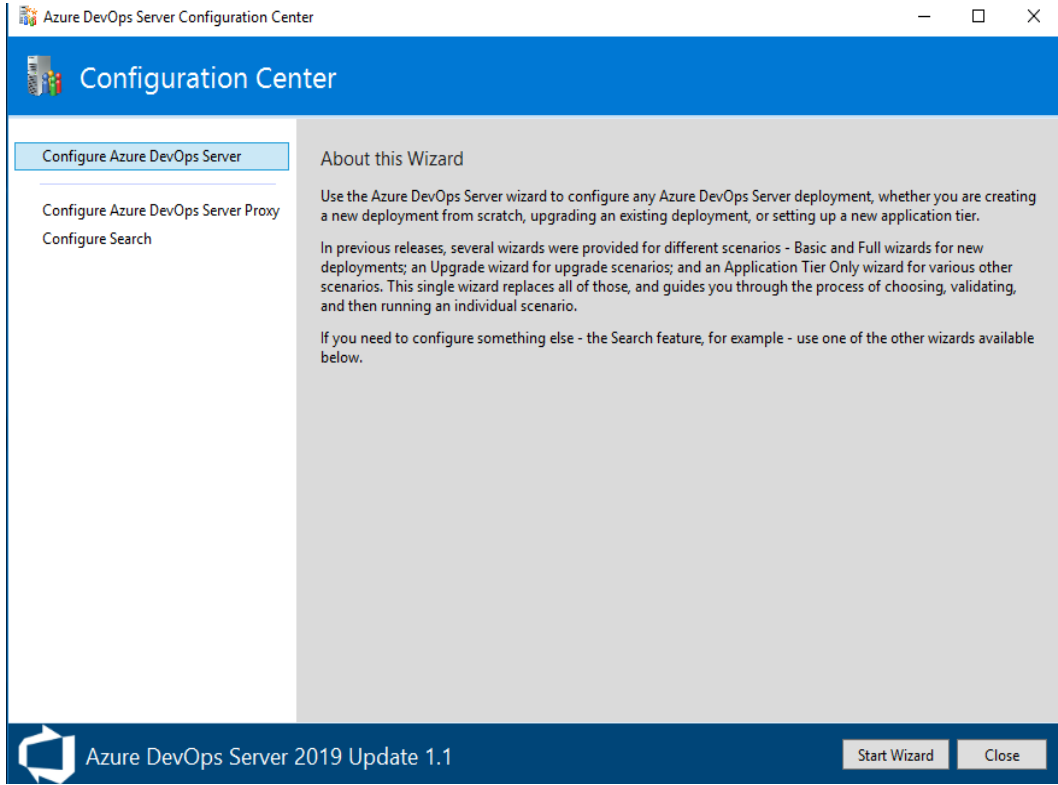 Azure DevOps Server Configuration Center
Configuration Center
Configure Azure DevOps Server
Configure Azure DevOps Server Proxy
Configure Search
About this Wizard
Use the Azure DevOps Server wizard to configure any Azure DevOps Server deployment, whether you are creating
a new deployment from scratch, upgrading an existing deployment, or setting up a new application tier.
In previous releases, several wizards were provided for different scenarios - Basic and Full wizards for new
deployments; an Upgrade wizard for upgrade scenarios; and an Application Tier Only wizard for various other
scenarios. This single wizard replaces all of those, and guides you through the process of choosing, validating,
and then running an individual scenario.
If you need to configure something else - the Search feature, for example - use one of the other wizards available
below.
Azure DevOps Server 2019 Update 1.1
Start Wizard
Close